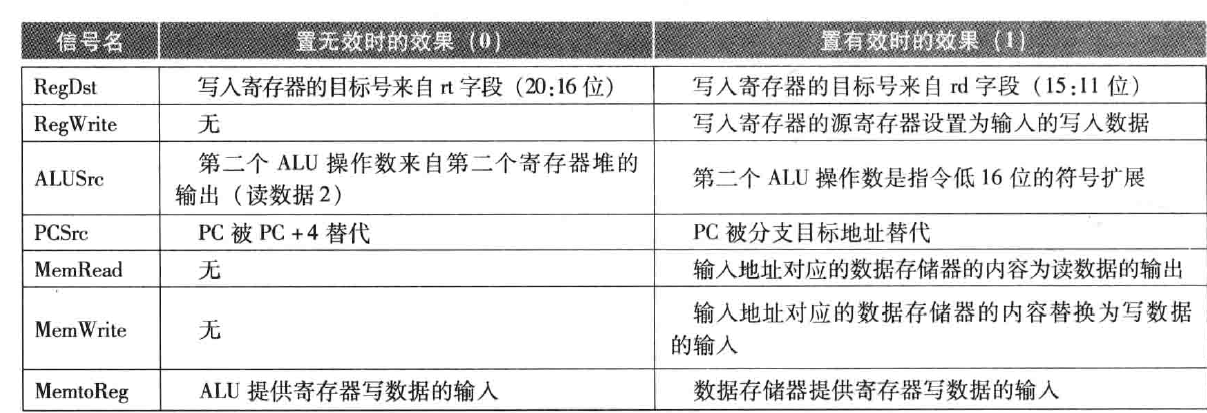 信号名 置无效时的效果（0） 置有效时的效果（1）
RegDst 写入寄存器的目标号来自 rt 字段（20:16 位） 写入寄存器的目标号来自 rd 字段（15:11 位）
RegWrite 无 写入寄存器的源寄存器设置为输入的写入数据
ALUSrc 第二个 ALU 操作数来自第二个寄存器堆的
输出（读数据 2） 第二个 ALU 操作数是指令低 16 位的符号扩展
PCSrc PC 被 PC + 4 替代 PC 被分支目标地址替代
MemRead 无 输入地址对应的数据存储器的内容为读数据的输出
MemWrite 无 输入地址对应的数据存储器的内容替换为写数据
的输入
MemtoReg ALU 提供寄存器写数据的输入 数据存储器提供寄存器写数据的输入